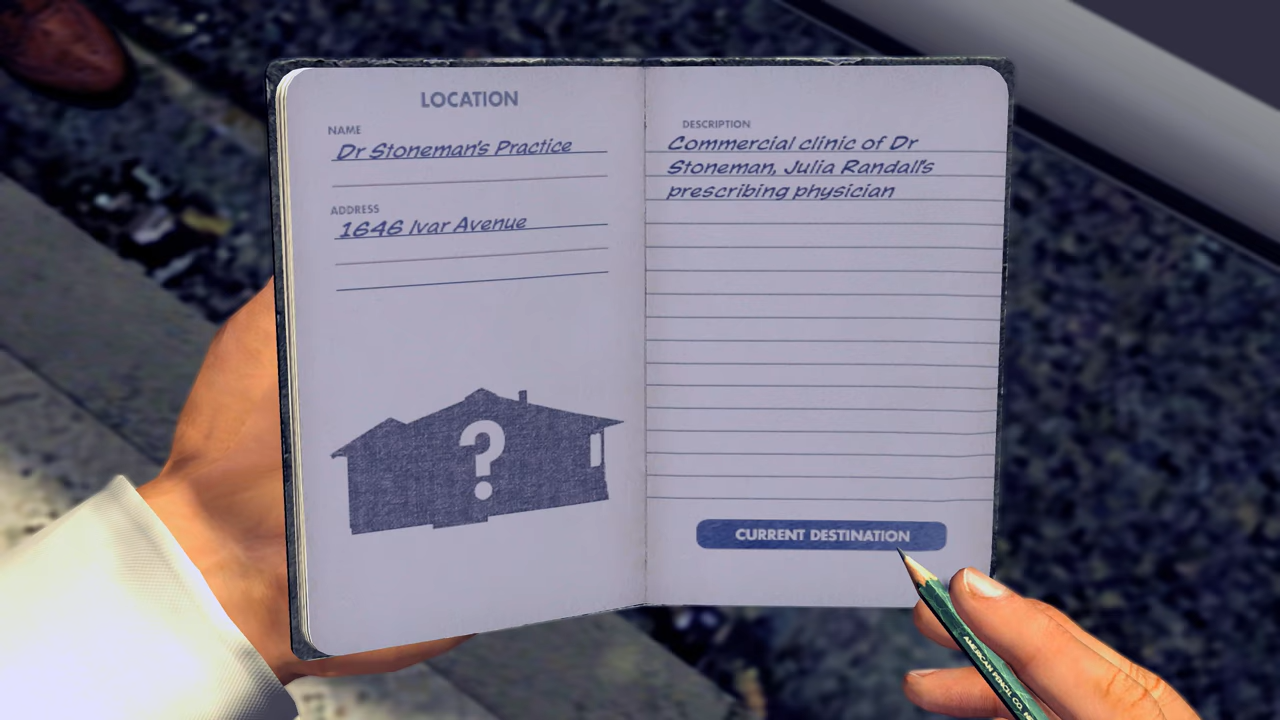 LOCATION
NAME
Dr Stoneman's Practice
ADDRESS
1646 Ivar Avenue
?
DESCRIPTION
Commercial clinic of Dr
Stoneman, Julia Randall's
prescribing physician
CURRENT DESTINATION
AMERICAN PENCIL CO.